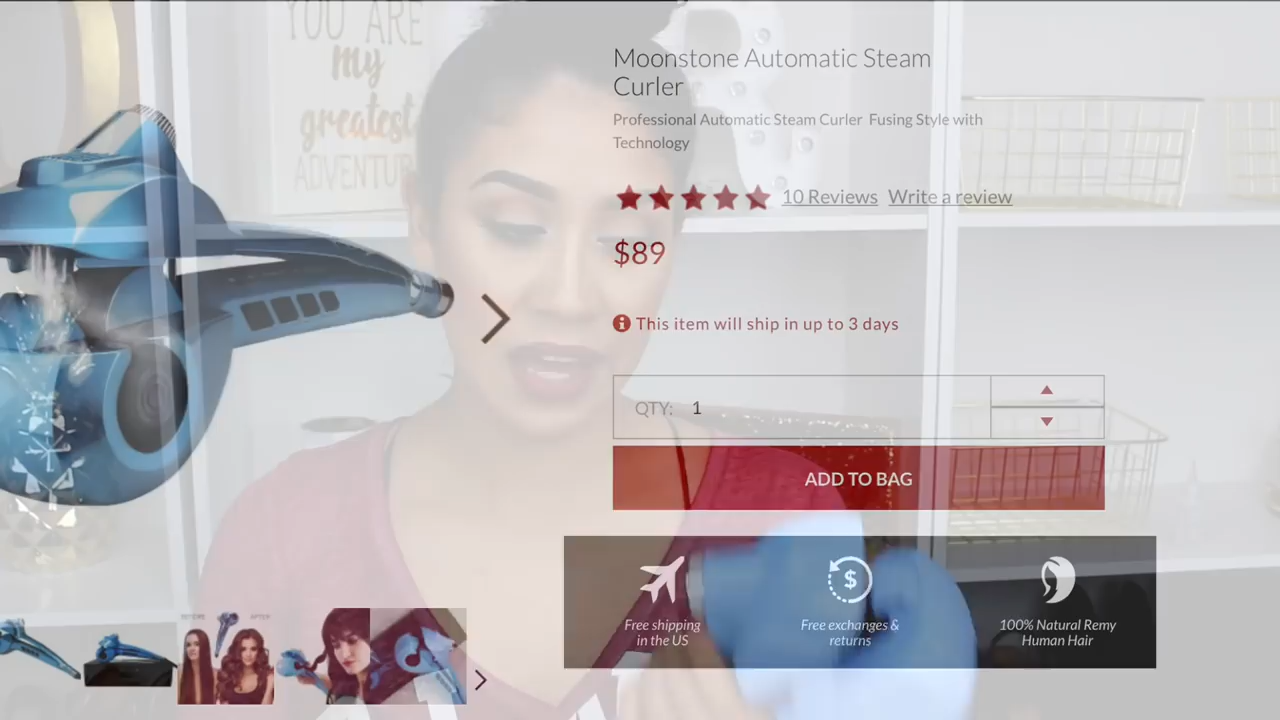 YOU ARE
my
greatest
ADVENTURE
Moonstone Automatic Steam
Curler
Professional Automatic Steam Curler Fusing Style with
Technology
10 Reviews Write a review
$89
This item will ship in up to 3 days
QTY: 1
ADD TO BAG
Free shipping
in the US
$
Free exchanges &
returns
100% Natural Remy
Human Hair
BEFORE AFTER